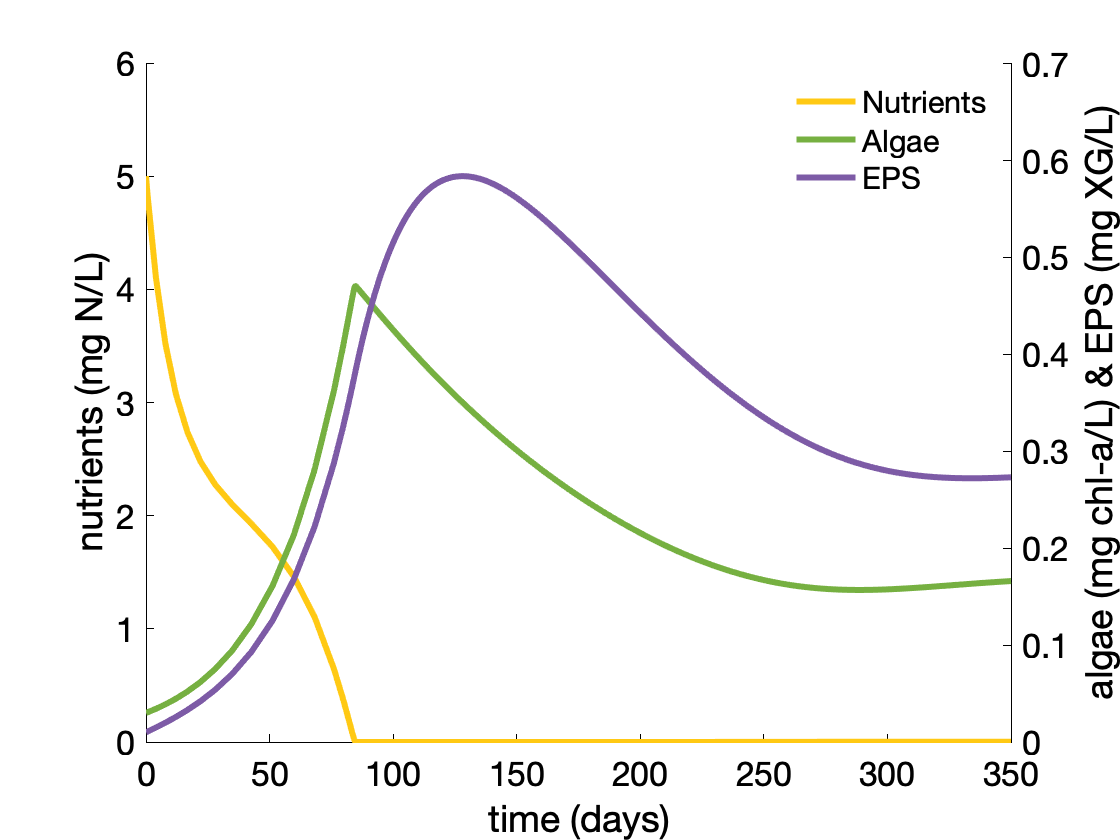 6
5
4
3
2
1
0
nutrients (mg N/L)
0.7
0.6
0.5
0.4
0.3
0.2
0.1
0
algae (mg chl-a/L) & EPS (mg XG/L)
Nutrients
Algae
EPS
0 50 100 150 200 250 300 350
time (days)